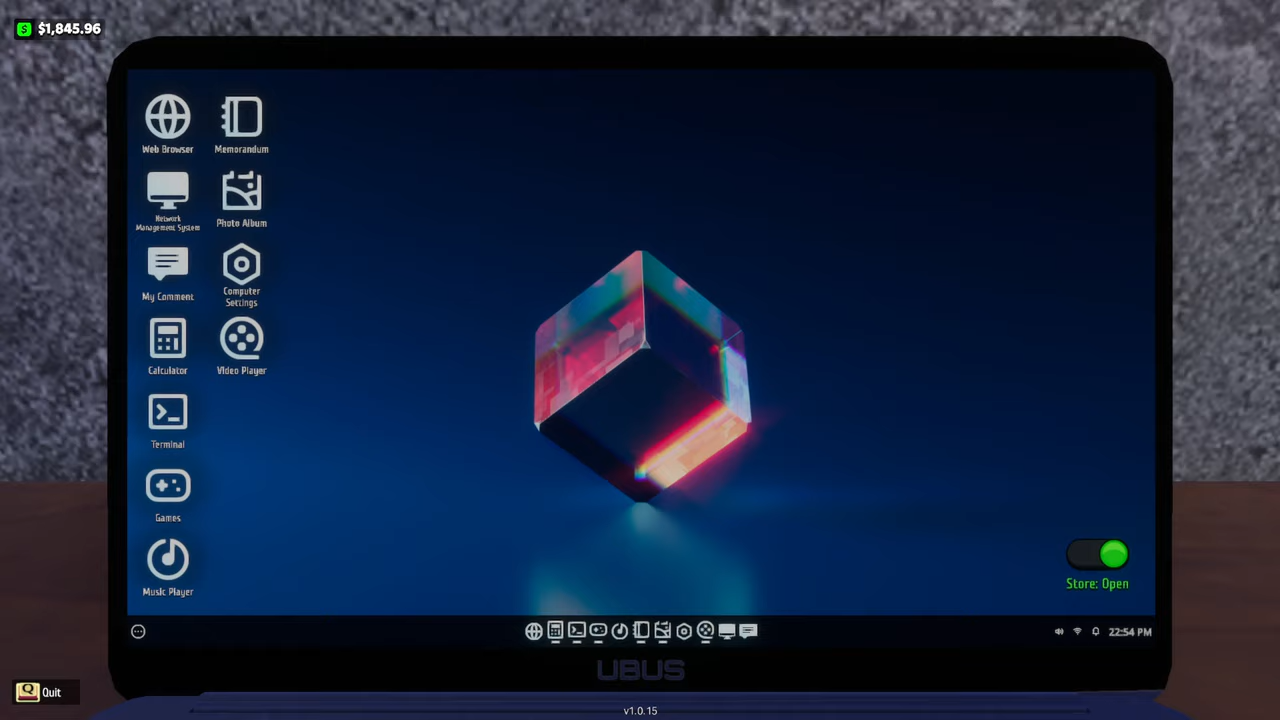 $1,845.96
Web Browser
Memorandum
Network
Management System
Photo Album
My Comment
Computer
Settings
Calculator
Video Player
Terminal
Games
Music Player
Store: Open
22:54 PM
UBUS
Q Quit
v1.0.15